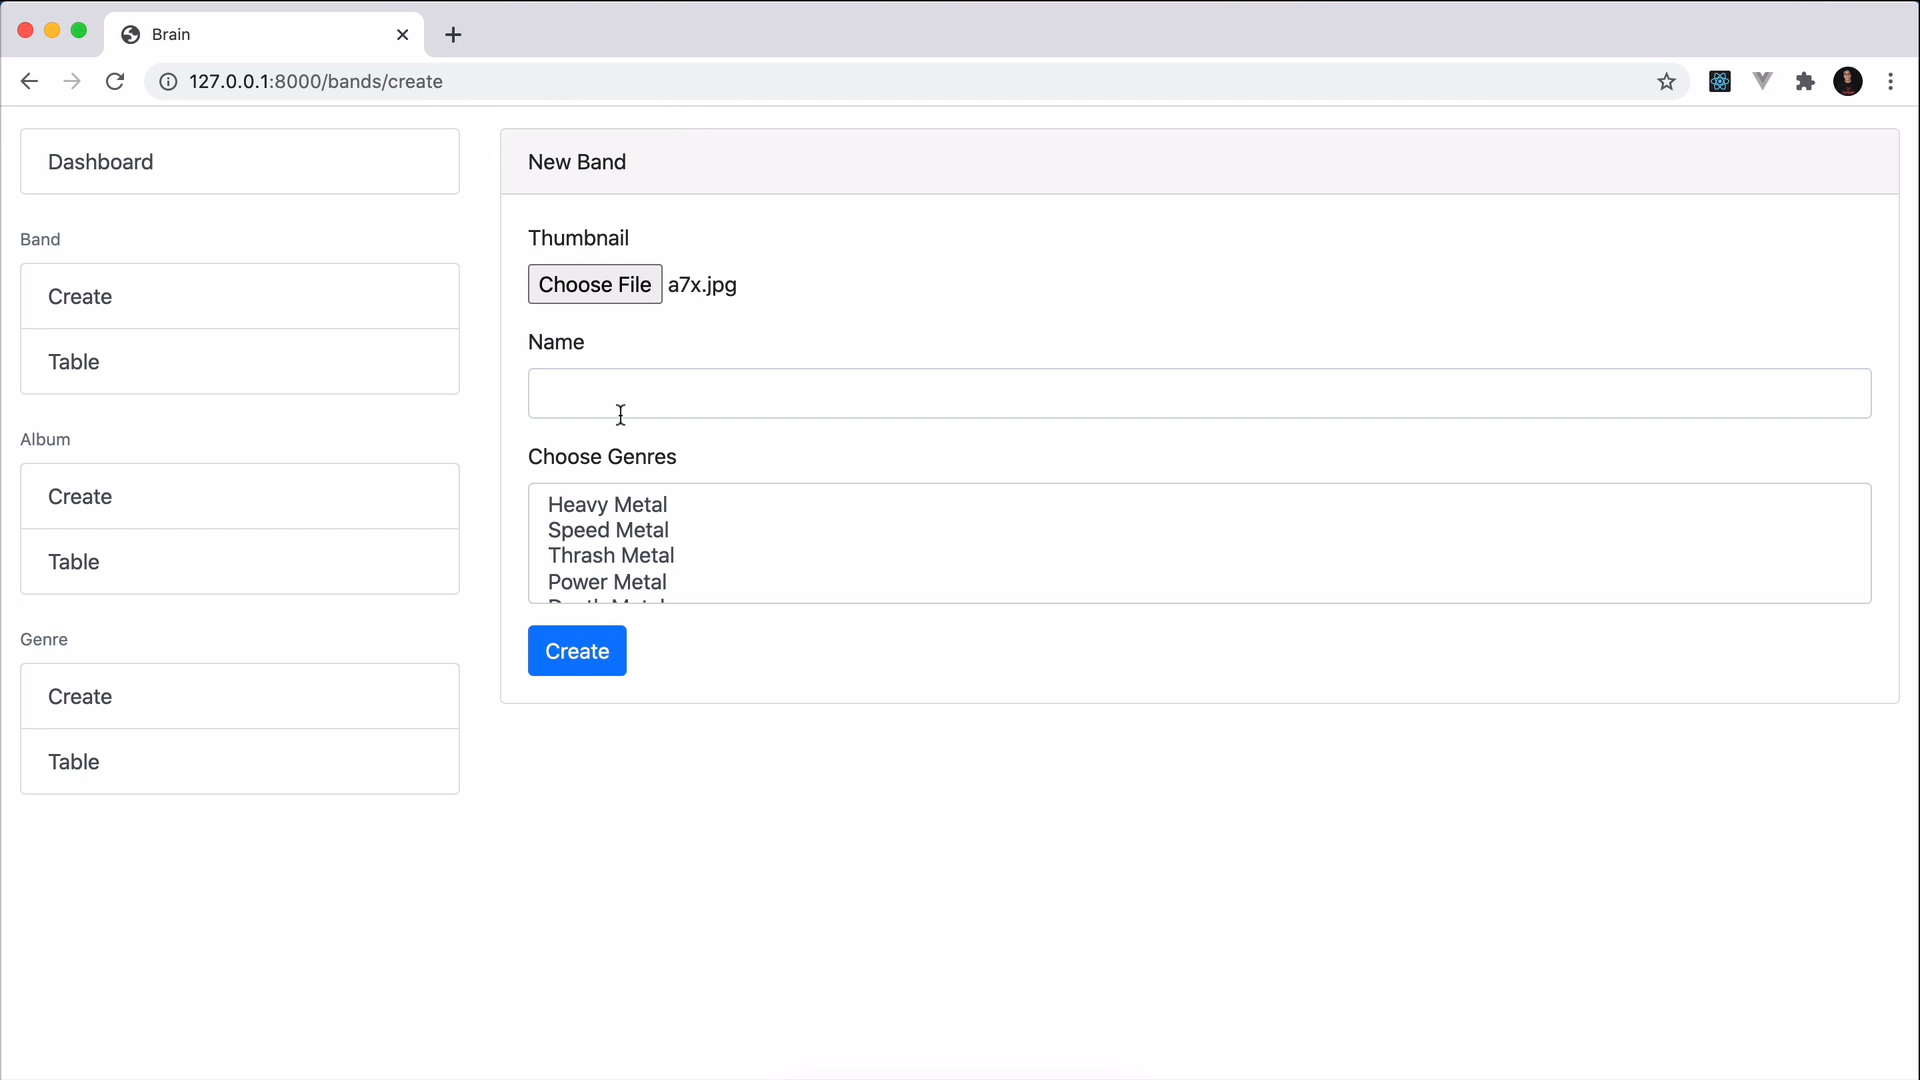 Brain
127.0.0.1:8000/bands/create
Dashboard
Band
Create
Table
Album
Create
Table
Genre
Create
Table
New Band
Thumbnail
Choose File a7x.jpg
Name
Choose Genres
Heavy Metal
Speed Metal
Thrash Metal
Power Metal
Create